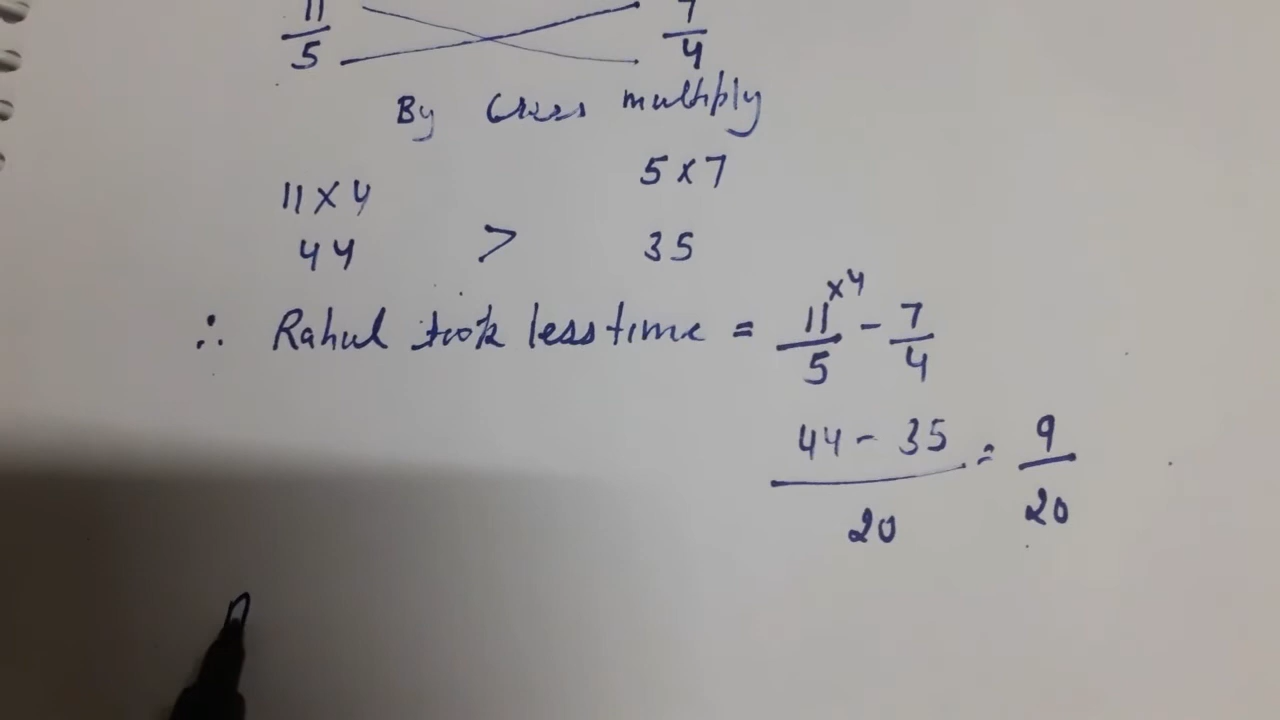 11/5 7/4
By Cross multiply
11 x 4 5 x 7
44 > 35
∴ Rahul took less time = 11/5 x4 - 7/4
44 - 35 / 20 = 9/20